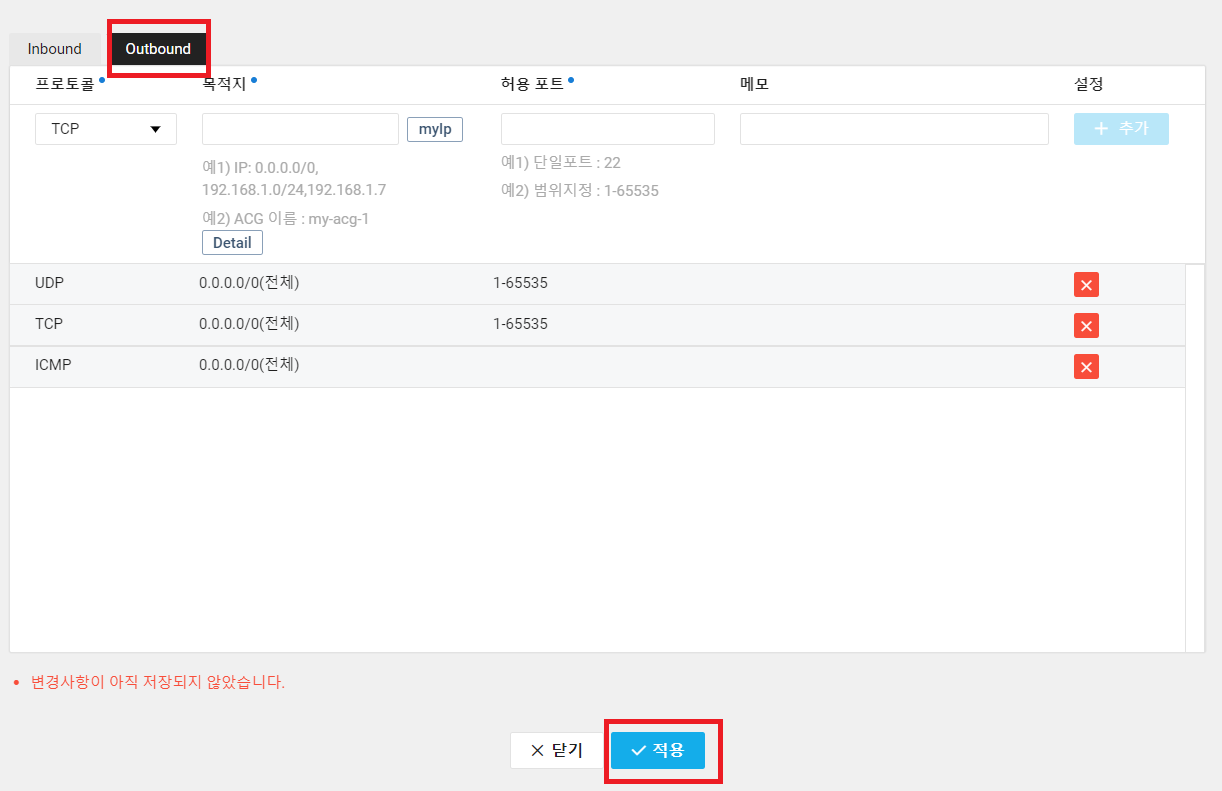 Inbound Outbound
프로토콜 목적지 허용 포트 메모 설정
TCP myIp + 추가
예1) IP: 0.0.0.0/0, 예1) 단일포트 : 22
192.168.1.0/24,192.168.1.7 예2) 범위지정 : 1-65535
예2) ACG 이름 : my-acg-1
Detail
UDP 0.0.0.0/0(전체) 1-65535
TCP 0.0.0.0/0(전체) 1-65535
ICMP 0.0.0.0/0(전체)
• 변경사항이 아직 저장되지 않았습니다.
닫기 적용